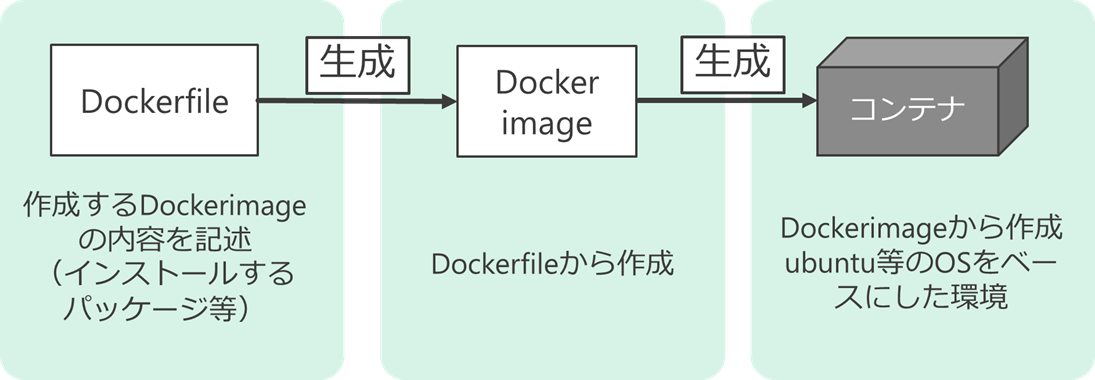 Dockerfile
生成
Docker
image
生成
コンテナ
作成するDockerimage
の内容を記述
（インストールする
パッケージ等）
Dockerfileから作成
Dockerimageから作成
ubuntu等のOSをベー
スにした環境